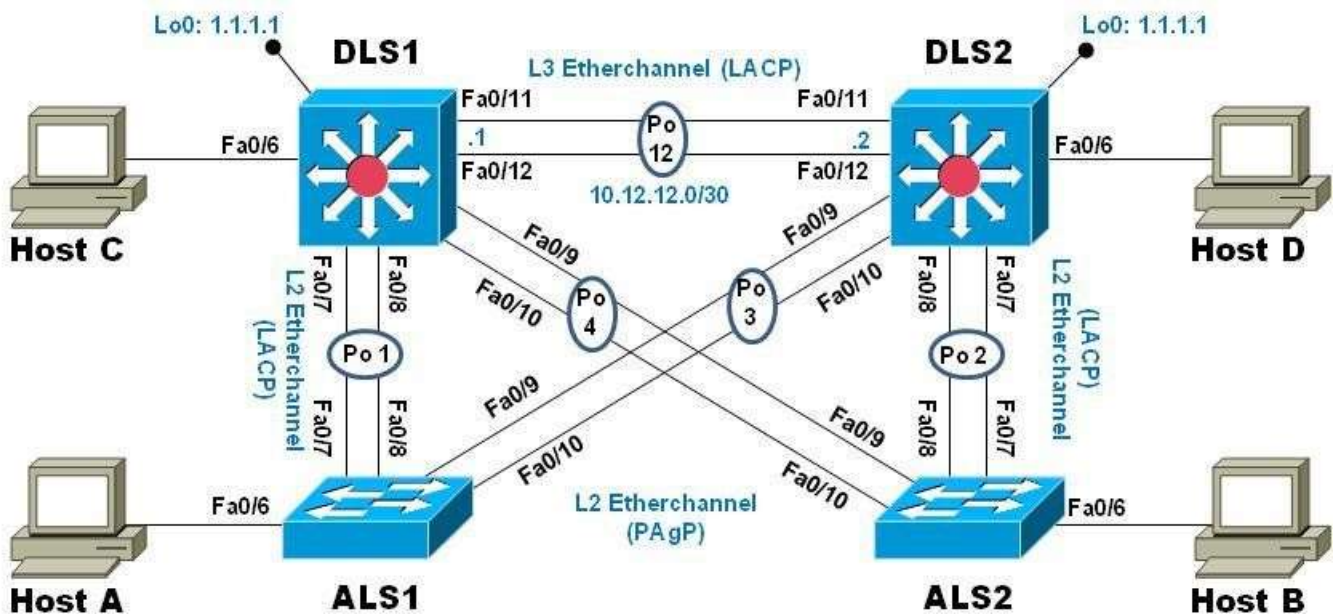 Lo0: 1.1.1.1
Lo0: 1.1.1.1
DLS1
DLS2
L3 Etherchannel (LACP)
Fa0/11
Fa0/11
Fa0/6
.1
Po
12
.2
Fa0/6
Fa0/12
Fa0/12
10.12.12.0/30
Host C
Host D
Fa0/9
Fa0/9
Fa0/10
Fa0/10
Fa0/7
Fa0/8
L2 Etherchannel
(LACP)
Po
4
Po
3
Fa0/8
Fa0/7
L2 Etherchannel
(LACP)
Po 1
Po 2
Fa0/7
Fa0/8
Fa0/9
Fa0/10
Fa0/9
Fa0/10
Fa0/8
Fa0/7
L2 Etherchannel
(PAgP)
Fa0/6
Fa0/6
Host A
ALS1
ALS2
Host B